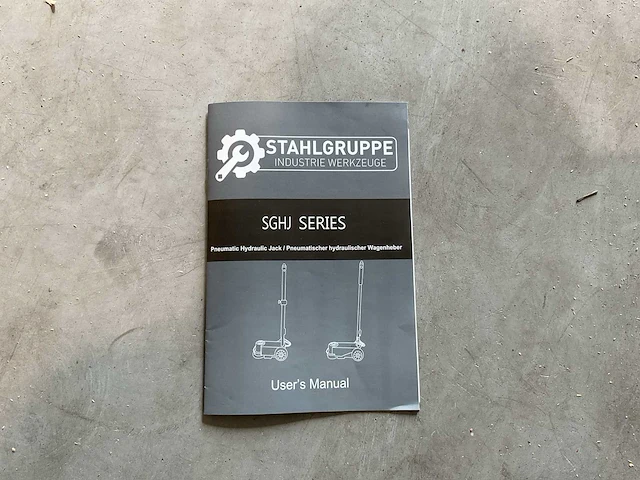 STAHLGRUPPE
INDUSTRIE WERKZEUGE
SGHJ SERIES
Pneumatic Hydraulic Jack / Pneumatischer hydraulischer Wagenheber
User's Manual